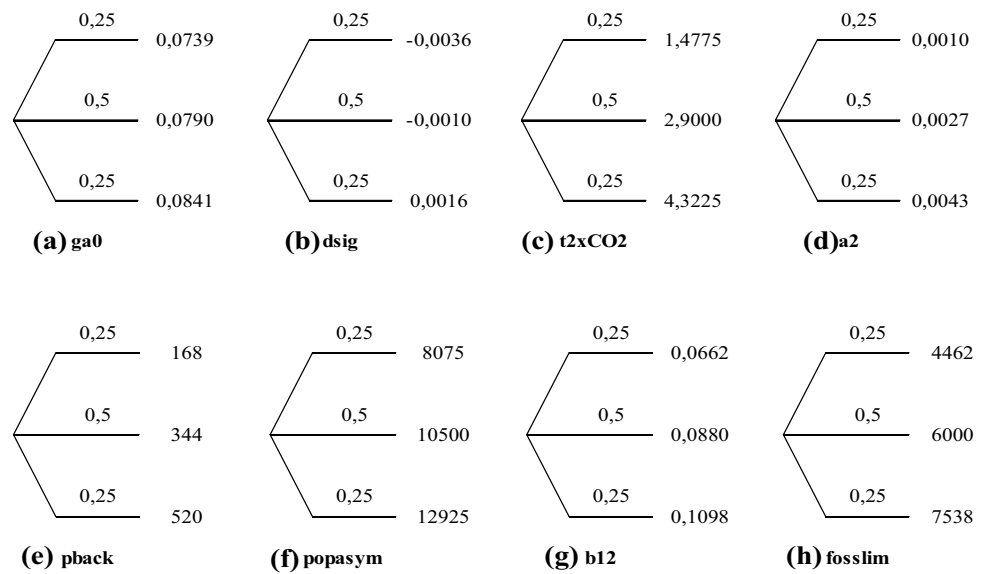 0,25 0,25 0,25 0,25
0,0739 -0,0036 1,4775 0,0010
0,5 0,5 0,5 0,5
0,0790 -0,0010 2,9000 0,0027
0,25 0,25 0,25 0,25
0,0841 0,0016 4,3225 0,0043
(a) ga0 (b) dsig (c) t2xCO2 (d) a2
0,25 0,25 0,25 0,25
168 8075 0,0662 4462
0,5 0,5 0,5 0,5
344 10500 0,0880 6000
0,25 0,25 0,25 0,25
520 12925 0,1098 7538
(e) pback (f) popasym (g) b12 (h) fosslim